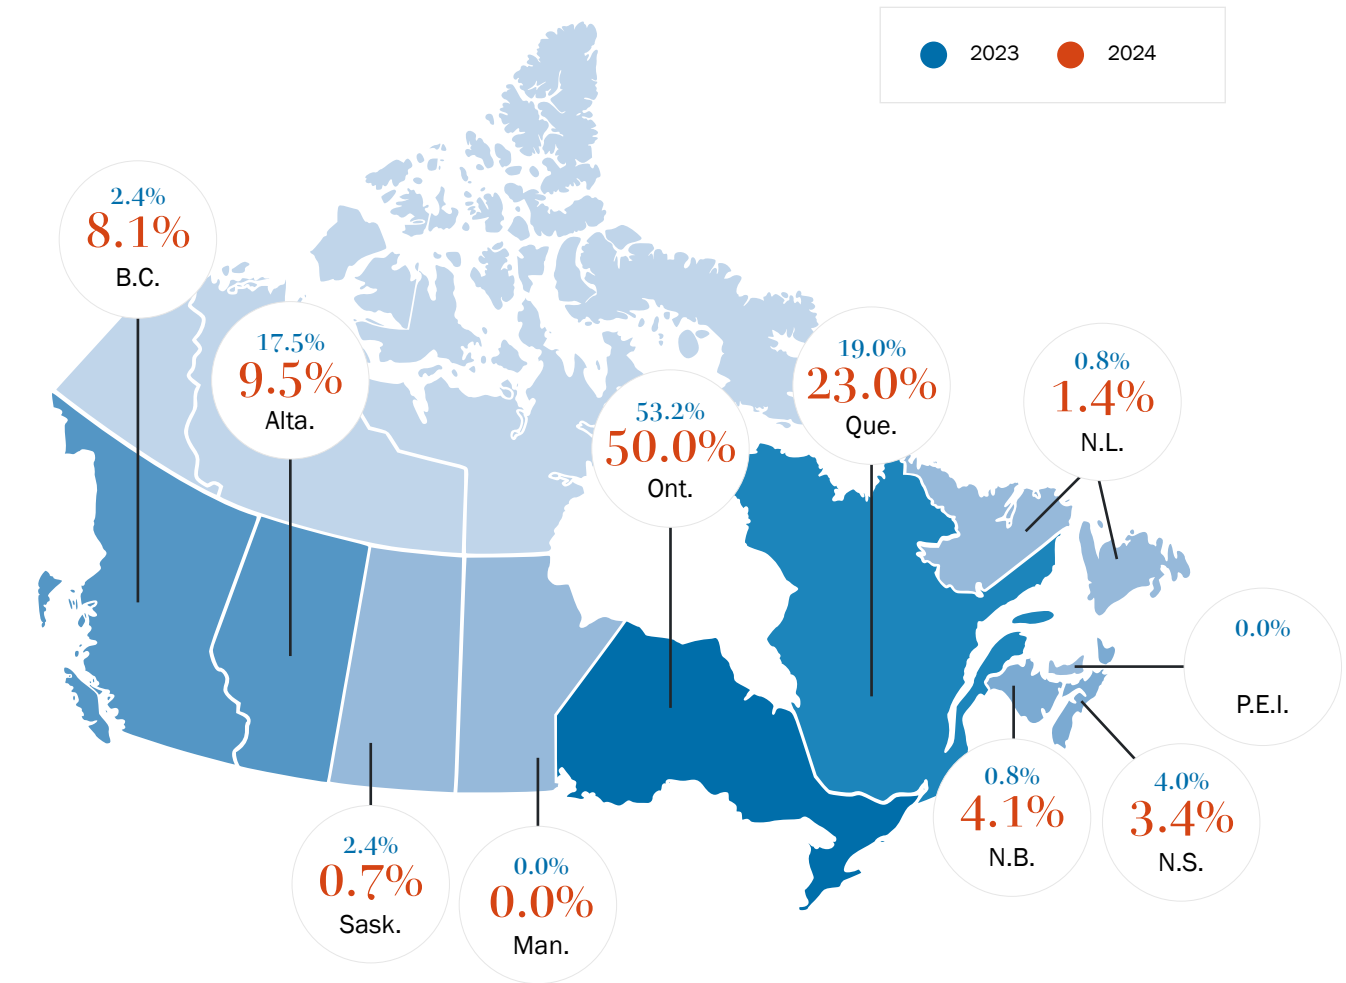 2023
2024
2.4%
8.1%
B.C.
17.5%
9.5%
Alta.
53.2%
50.0%
Ont.
19.0%
23.0%
Que.
0.8%
1.4%
N.L.
0.0%
P.E.I.
0.8%
4.1%
N.B.
4.0%
3.4%
N.S.
2.4%
0.7%
Sask.
0.0%
0.0%
Man.